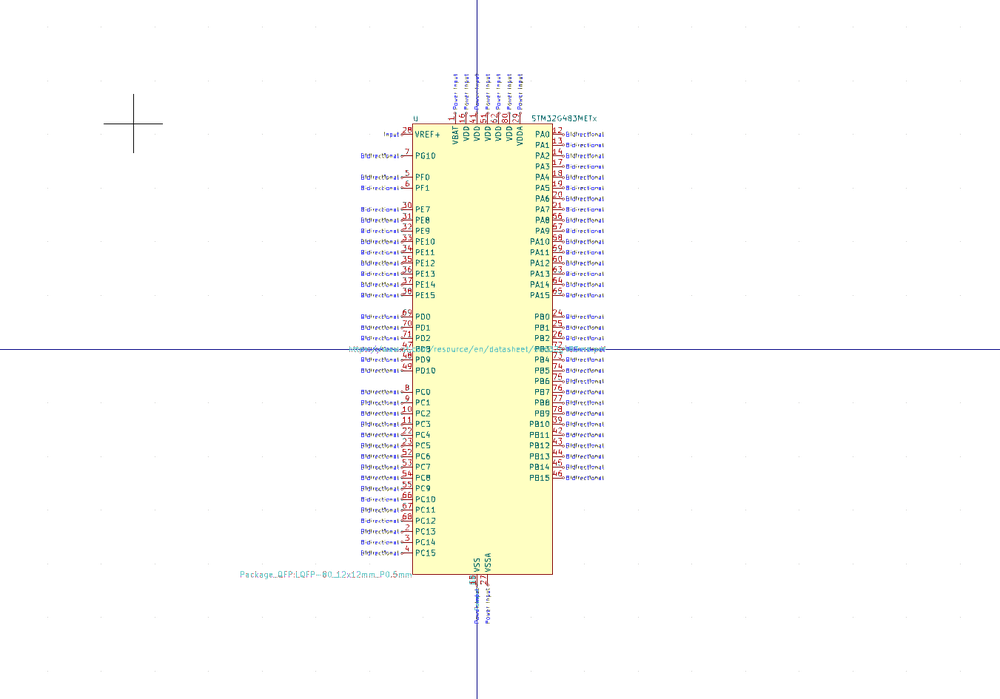 Power Input Power Input Power Input Power Input Power Input Power Input Power Input
1 16 41 51 62 80 29
U STM32G483METx
VBAT VDD VDD VDD VDD VDD VDDA
Input 28 VREF+ PA0 12 Bidirectional
PA1 13 Bidirectional
Bidirectional 7 PG10 PA2 14 Bidirectional
PA3 17 Bidirectional
Bidirectional 5 PF0 PA4 18 Bidirectional
Bidirectional 6 PF1 PA5 19 Bidirectional
PA6 20 Bidirectional
Bidirectional 30 PE7 PA7 21 Bidirectional
Bidirectional 31 PE8 PA8 56 Bidirectional
Bidirectional 32 PE9 PA9 57 Bidirectional
Bidirectional 33 PE10 PA10 58 Bidirectional
Bidirectional 34 PE11 PA11 59 Bidirectional
Bidirectional 35 PE12 PA12 60 Bidirectional
Bidirectional 36 PE13 PA13 63 Bidirectional
Bidirectional 37 PE14 PA14 64 Bidirectional
Bidirectional 38 PE15 PA15 65 Bidirectional
Bidirectional 69 PD0 PB0 24 Bidirectional
Bidirectional 70 PD1 PB1 25 Bidirectional
Bidirectional 71 PD2 PB2 26 Bidirectional
47 PD8 /resource/en/datasheet/ PB3 72
Bidirectional 48 PD9 PB4 73 Bidirectional
Bidirectional 49 PD10 PB5 74 Bidirectional
PB6 75 Bidirectional
Bidirectional 8 PC0 PB7 76 Bidirectional
Bidirectional 9 PC1 PB8 77 Bidirectional
Bidirectional 10 PC2 PB9 78 Bidirectional
Bidirectional 11 PC3 PB10 39 Bidirectional
Bidirectional 22 PC4 PB11 42 Bidirectional
Bidirectional 23 PC5 PB12 43 Bidirectional
Bidirectional 52 PC6 PB13 44 Bidirectional
Bidirectional 53 PC7 PB14 45 Bidirectional
Bidirectional 54 PC8 PB15 46 Bidirectional
Bidirectional 55 PC9
Bidirectional 66 PC10
Bidirectional 67 PC11
Bidirectional 68 PC12
Bidirectional 2 PC13
Bidirectional 3 PC14
Bidirectional 4 PC15
VSS VSSA
Package_QFP:LQFP-80_12x12mm_P0.5mm
27
Power Input Power Input